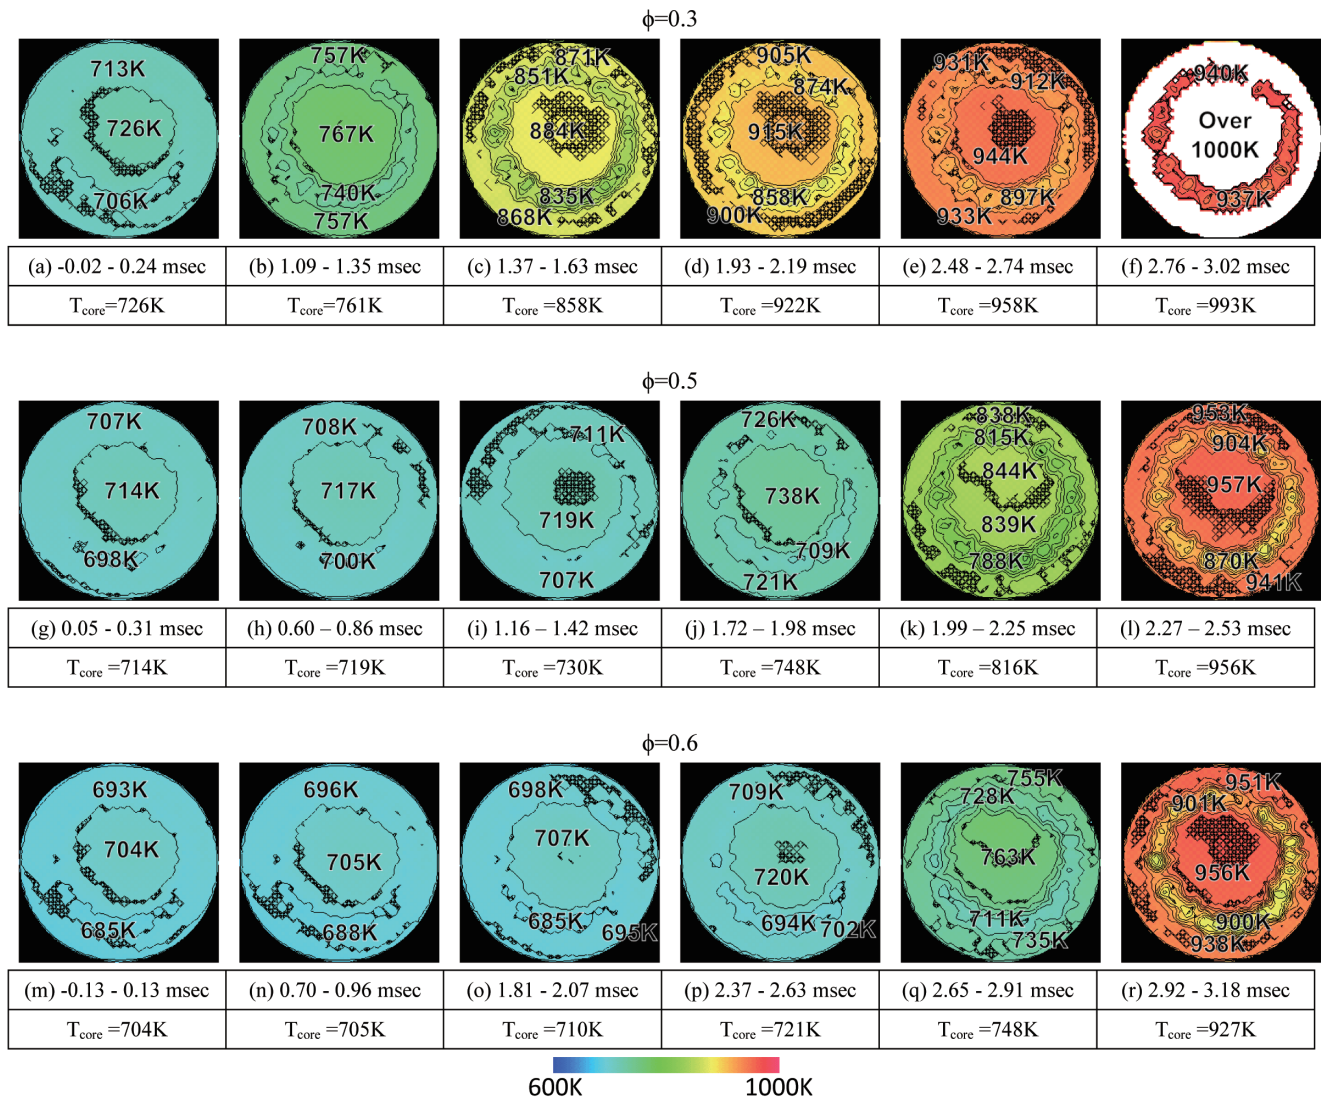 ϕ=0.3
713K 757K 871K 905K 931K 940K
851K 874K 912K
726K 767K 884K 915K 944K Over 1000K
706K 740K 835K 858K 897K 937K
757K 868K 900K 933K
(a) -0.02 - 0.24 msec (b) 1.09 - 1.35 msec (c) 1.37 - 1.63 msec (d) 1.93 - 2.19 msec (e) 2.48 - 2.74 msec (f) 2.76 - 3.02 msec
Tcore=726K Tcore=761K Tcore=858K Tcore=922K Tcore=958K Tcore=993K
ϕ=0.5
707K 708K 711K 726K 838K 953K
815K 904K
714K 717K 719K 738K 844K 957K
839K
698K 700K 709K 788K 870K
707K 721K 941K
(g) 0.05 - 0.31 msec (h) 0.60 – 0.86 msec (i) 1.16 – 1.42 msec (j) 1.72 – 1.98 msec (k) 1.99 – 2.25 msec (l) 2.27 - 2.53 msec
Tcore =714K Tcore =719K Tcore =730K Tcore =748K Tcore =816K Tcore =956K
ϕ=0.6
693K 696K 698K 709K 755K 951K
728K 901K
704K 705K 707K 720K 763K 956K
685K 688K 685K 694K 711K 900K
695K 702K 735K 938K
(m) -0.13 - 0.13 msec (n) 0.70 - 0.96 msec (o) 1.81 - 2.07 msec (p) 2.37 - 2.63 msec (q) 2.65 - 2.91 msec (r) 2.92 - 3.18 msec
Tcore =704K Tcore =705K Tcore =710K Tcore =721K Tcore =748K Tcore =927K
600K 1000K